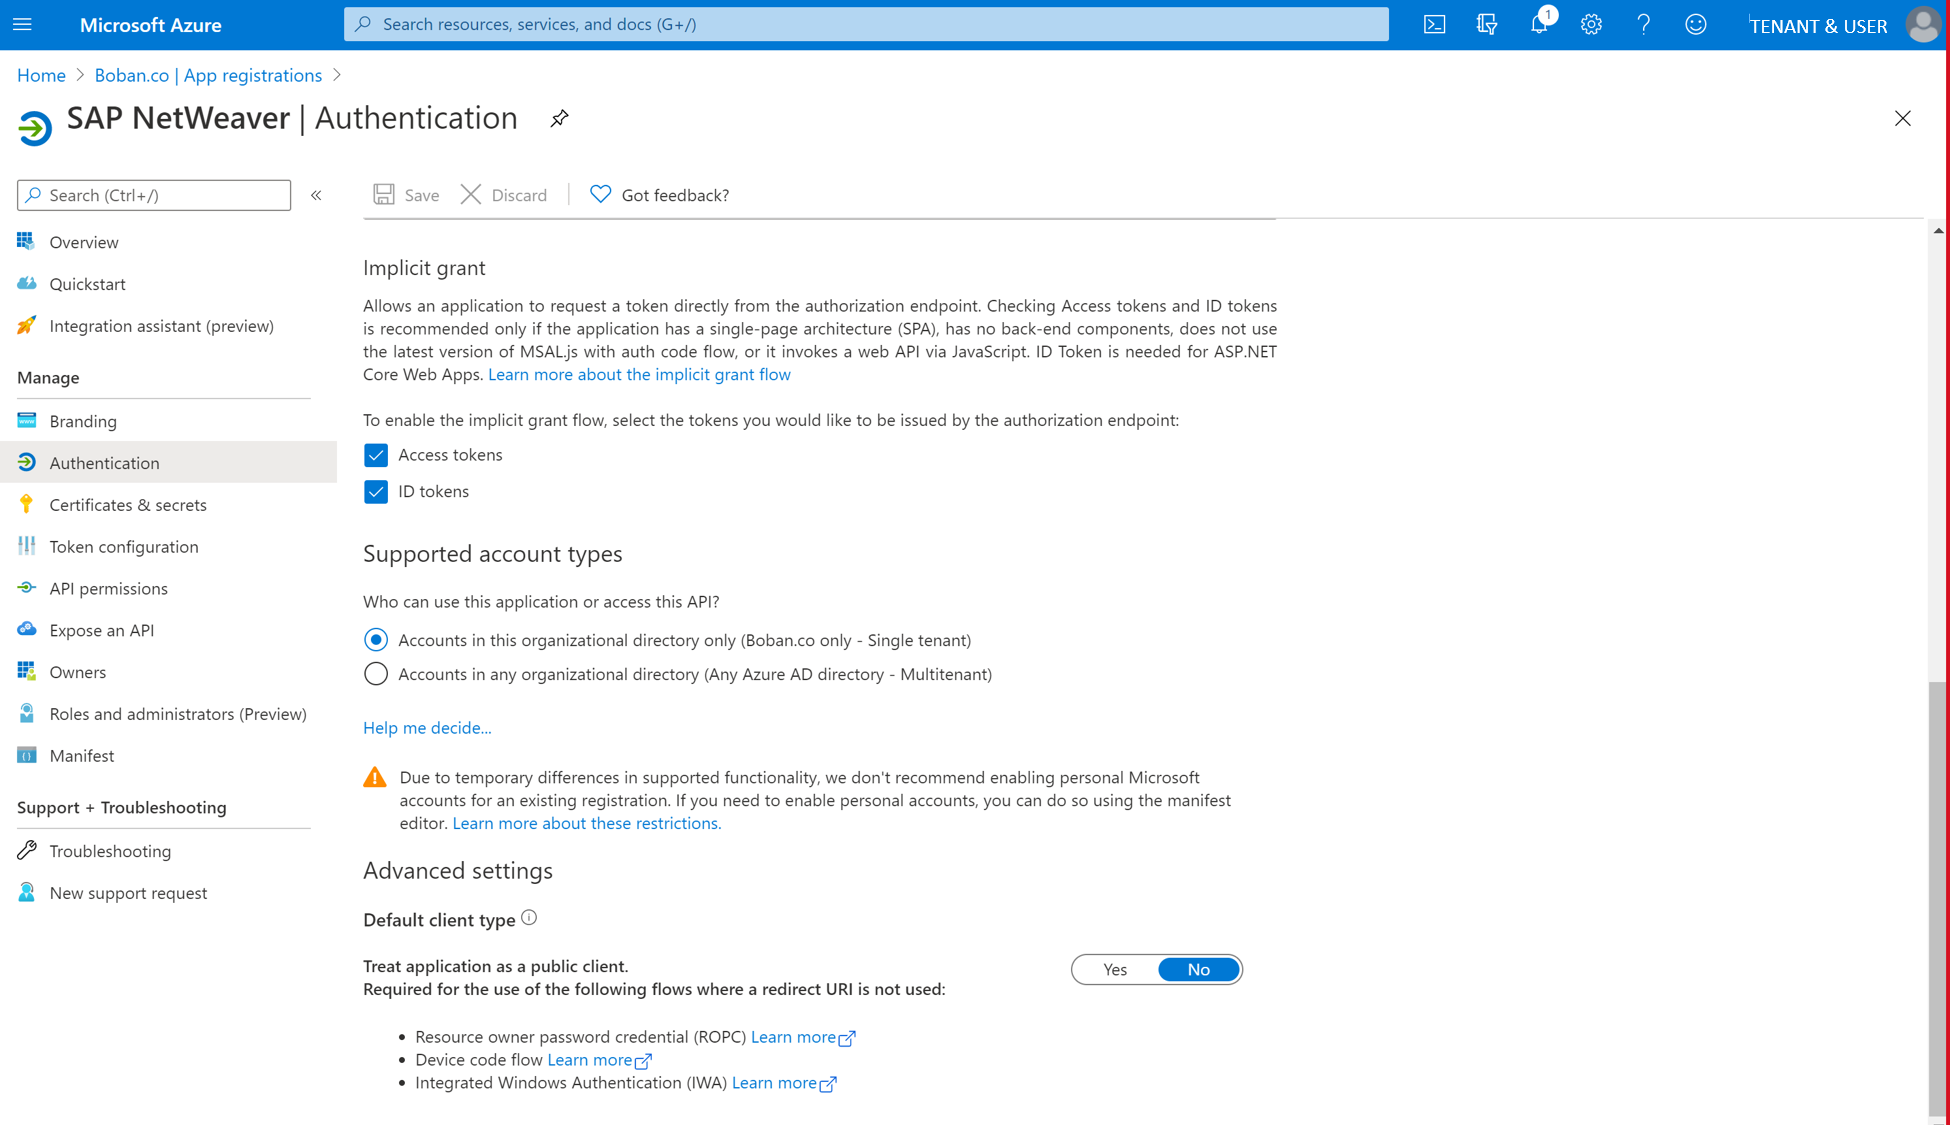 Microsoft Azure
Search resources, services, and docs (G+/)
1
TENANT & USER
Home > Boban.co | App registrations >
SAP NetWeaver | Authentication
Search (Ctrl+/)
«
Save
Discard
Got feedback?
Overview
Quickstart
Integration assistant (preview)
Manage
Branding
Authentication
Certificates & secrets
Token configuration
API permissions
Expose an API
Owners
Roles and administrators (Preview)
Manifest
Support + Troubleshooting
Troubleshooting
New support request
Implicit grant
Allows an application to request a token directly from the authorization endpoint. Checking Access tokens and ID tokens
is recommended only if the application has a single-page architecture (SPA), has no back-end components, does not use
the latest version of MSAL.js with auth code flow, or it invokes a web API via JavaScript. ID Token is needed for ASP.NET
Core Web Apps. Learn more about the implicit grant flow
To enable the implicit grant flow, select the tokens you would like to be issued by the authorization endpoint:
Access tokens
ID tokens
Supported account types
Who can use this application or access this API?
Accounts in this organizational directory only (Boban.co only - Single tenant)
Accounts in any organizational directory (Any Azure AD directory - Multitenant)
Help me decide...
Due to temporary differences in supported functionality, we don't recommend enabling personal Microsoft
accounts for an existing registration. If you need to enable personal accounts, you can do so using the manifest
editor. Learn more about these restrictions.
Advanced settings
Default client type
Treat application as a public client.
Required for the use of the following flows where a redirect URI is not used:
Yes
No
• Resource owner password credential (ROPC) Learn more
• Device code flow Learn more
• Integrated Windows Authentication (IWA) Learn more